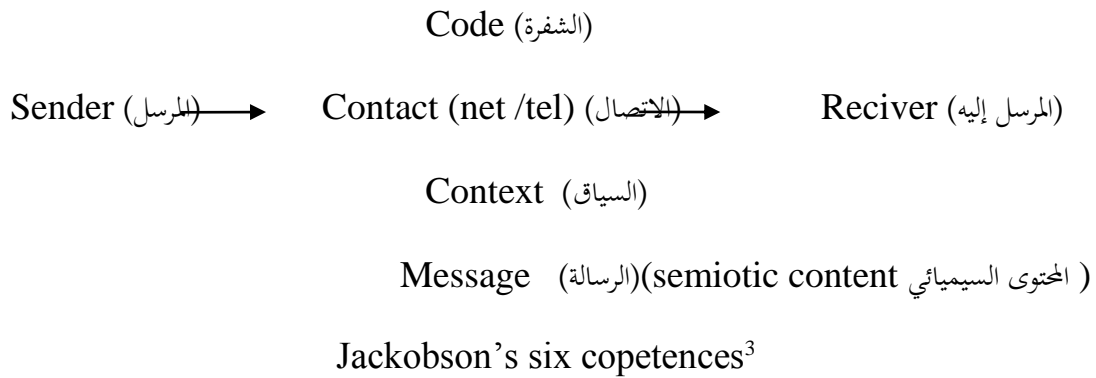 Code (الشفرة)
Sender (المرسل) Contact (net /tel) (الاتصال) Reciver (المرسل إليه)
Context (السياق)
Message (الرسالة)(semiotic content المحتوى السيميائي )
Jackobson’s six copetences3